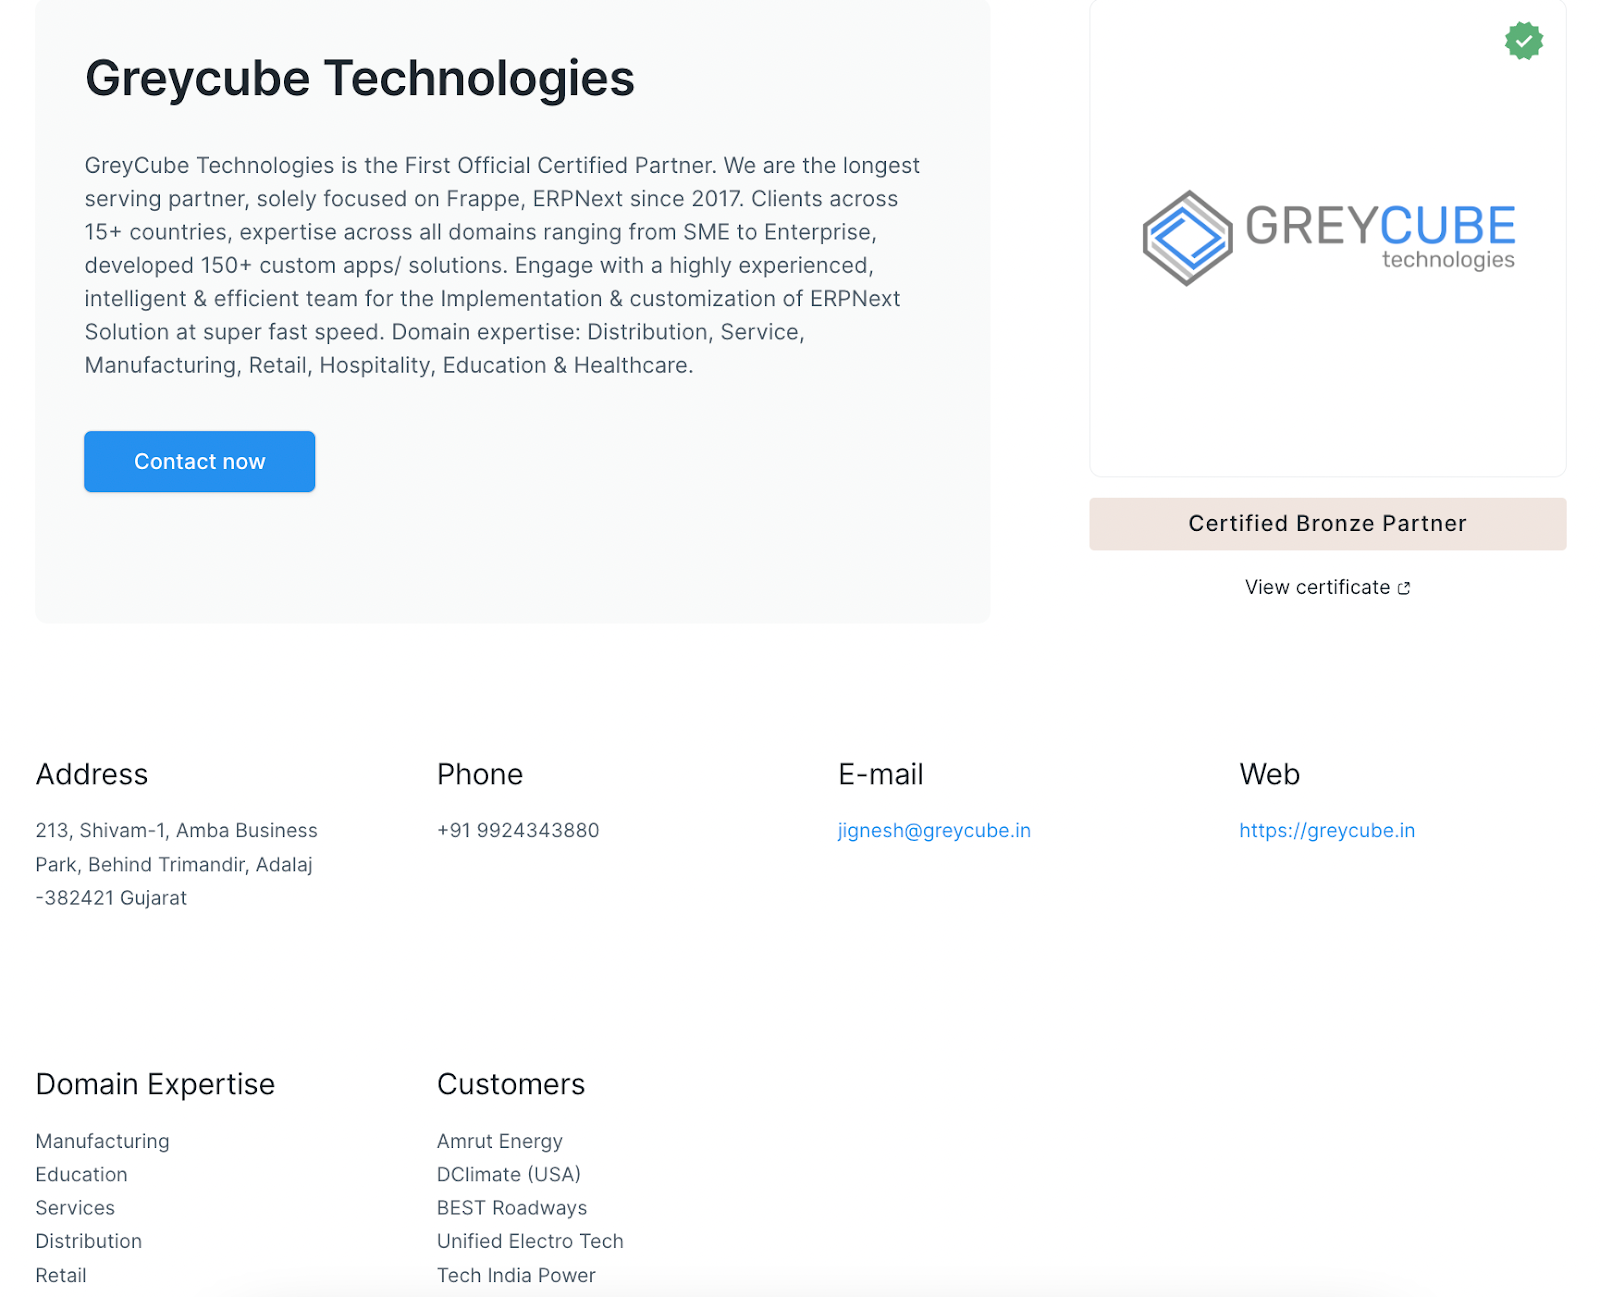 Greycube Technologies
GreyCube Technologies is the First Official Certified Partner. We are the longest
serving partner, solely focused on Frappe, ERPNext since 2017. Clients across
15+ countries, expertise across all domains ranging from SME to Enterprise,
developed 150+ custom apps/ solutions. Engage with a highly experienced,
intelligent & efficient team for the Implementation & customization of ERPNext
Solution at super fast speed. Domain expertise: Distribution, Service,
Manufacturing, Retail, Hospitality, Education & Healthcare.
Contact now
GREYCUBE
technologies
Certified Bronze Partner
View certificate
Address
213, Shivam-1, Amba Business
Park, Behind Trimandir, Adalaj
-382421 Gujarat
Phone
+91 9924343880
E-mail
jignesh@greycube.in
Web
https://greycube.in
Domain Expertise
Manufacturing
Education
Services
Distribution
Retail
Customers
Amrut Energy
DClimate (USA)
BEST Roadways
Unified Electro Tech
Tech India Power